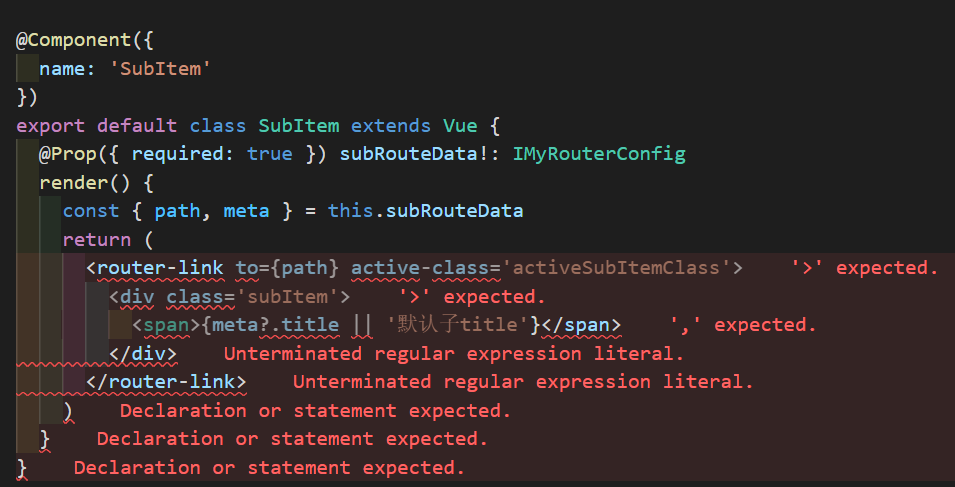 @Component({
  name: 'SubItem'
})
export default class SubItem extends Vue {
  @Prop({ required: true }) subRouteData!: IMyRouterConfig
  render() {
    const { path, meta } = this.subRouteData
    return (
      <router-link to={path} active-class='activeSubItemClass'>    '>' expected.
        <div class='subItem'>    '>' expected.
          <span>{meta?.title || '默认子title'}</span>    ',' expected.
        </div>    Unterminated regular expression literal.
      </router-link>    Unterminated regular expression literal.
    )    Declaration or statement expected.
  }    Declaration or statement expected.
}    Declaration or statement expected.